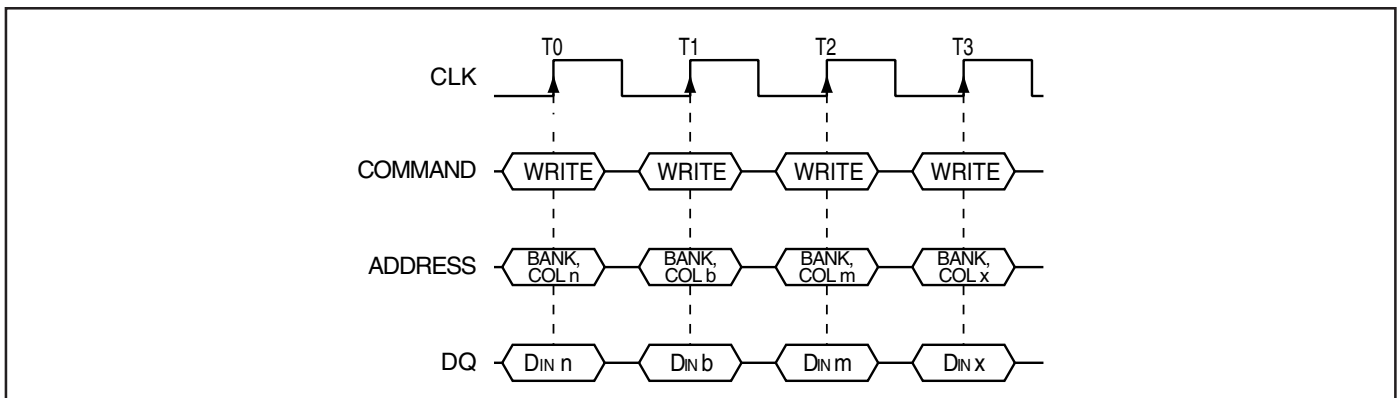 T0 T1 T2 T3
CLK
COMMAND WRITE WRITE WRITE WRITE
ADDRESS BANK, COL n BANK, COL b BANK, COL m BANK, COL x
DQ DIN n DIN b DIN m DIN x